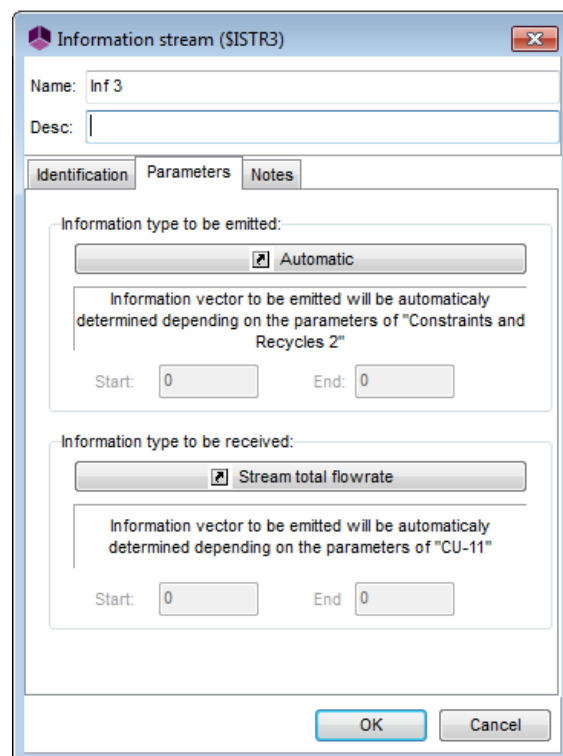 Information stream ($ISTR3)
Name: Inf 3
Desc:
Identification Parameters Notes
Information type to be emitted:
Automatic
Information vector to be emitted will be automaticaly
determined depending on the parameters of "Constraints and
Recycles 2"
Start: 0 End: 0
Information type to be received:
Stream total flowrate
Information vector to be emitted will be automaticaly
determined depending on the parameters of "CU-11"
Start: 0 End 0
OK Cancel